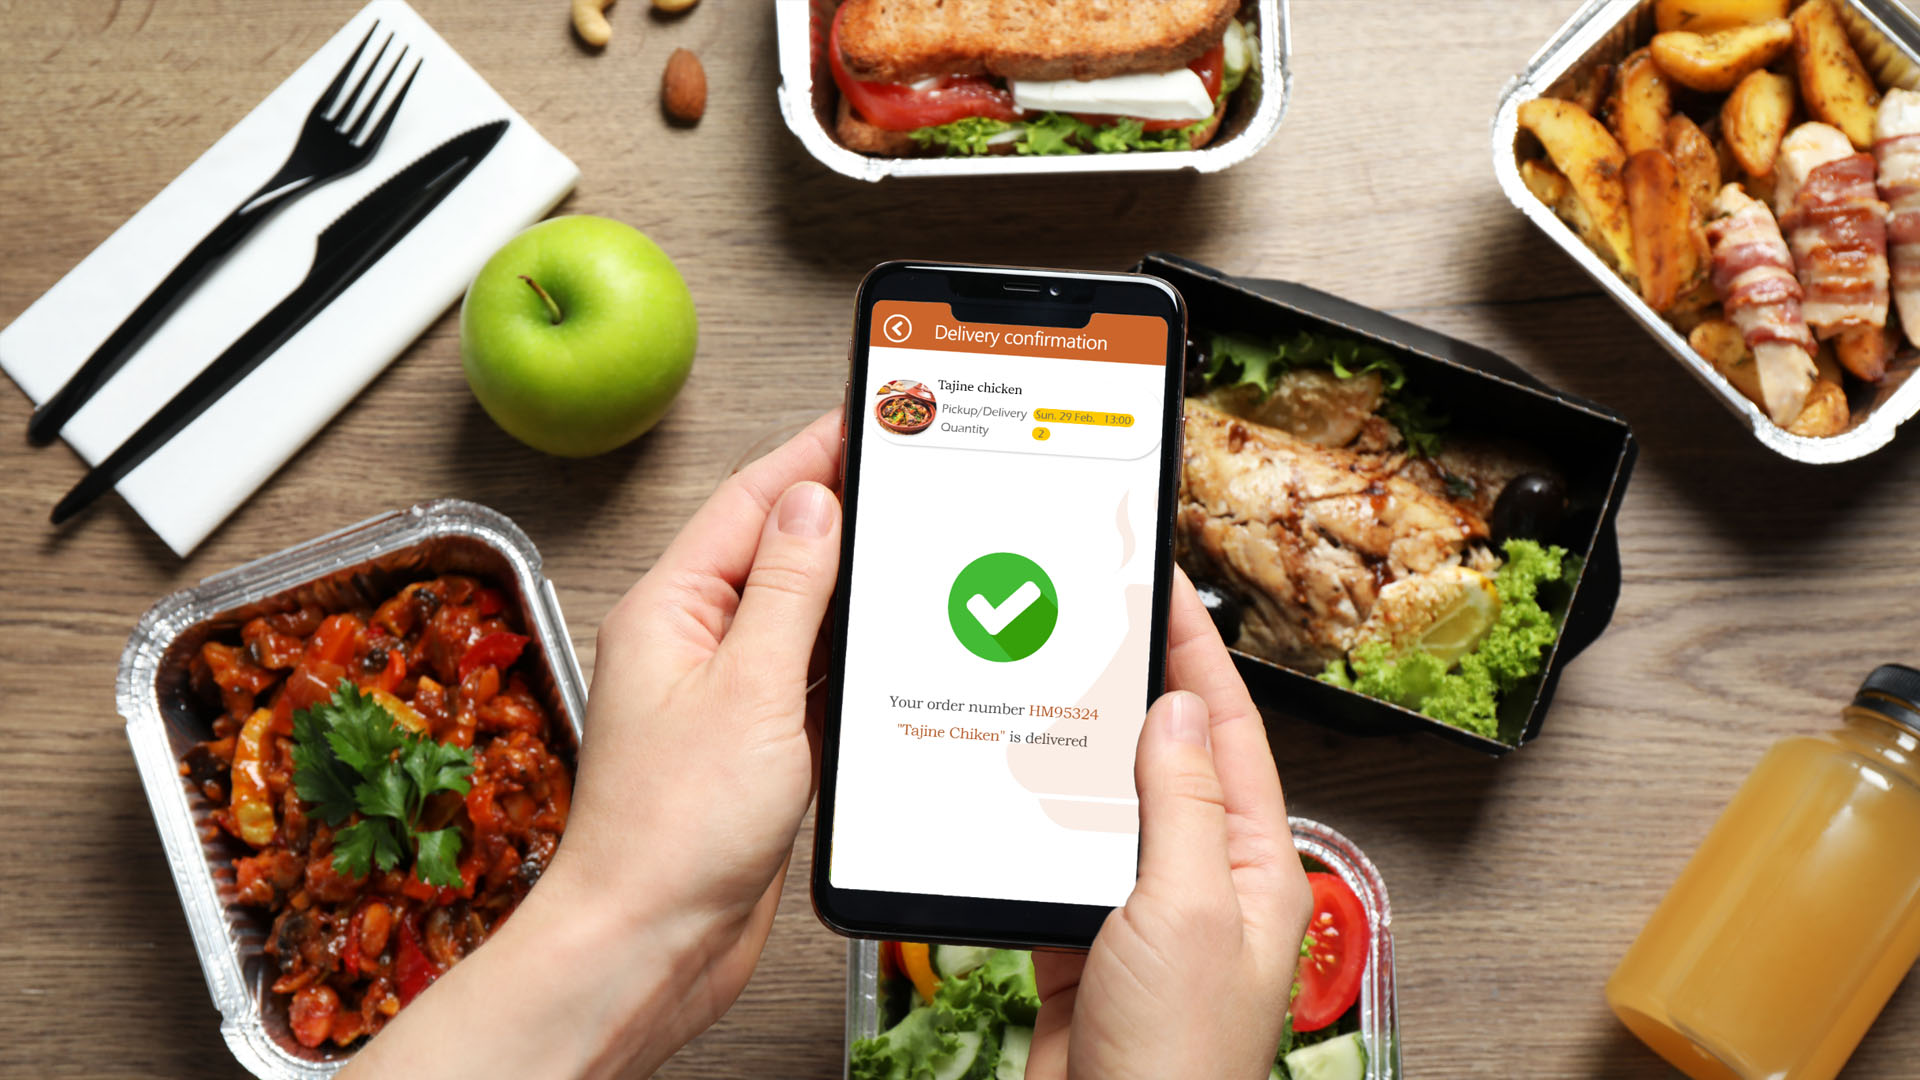 Delivery confirmation
Tajine chicken
Pickup/Delivery Sun. 29 Feb. 13:00
Quantity 2
Your order number HM95324
"Tajine Chiken" is delivered